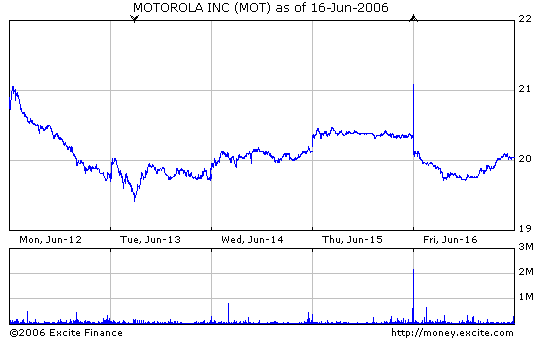 MOTOROLA INC (MOT) as of 16-Jun-2006
22
21
20
19
Mon, Jun-12 Tue, Jun-13 Wed, Jun-14 Thu, Jun-15 Fri, Jun-16
3M
2M
1M
©2006 Excite Finance http://money.excite.com/